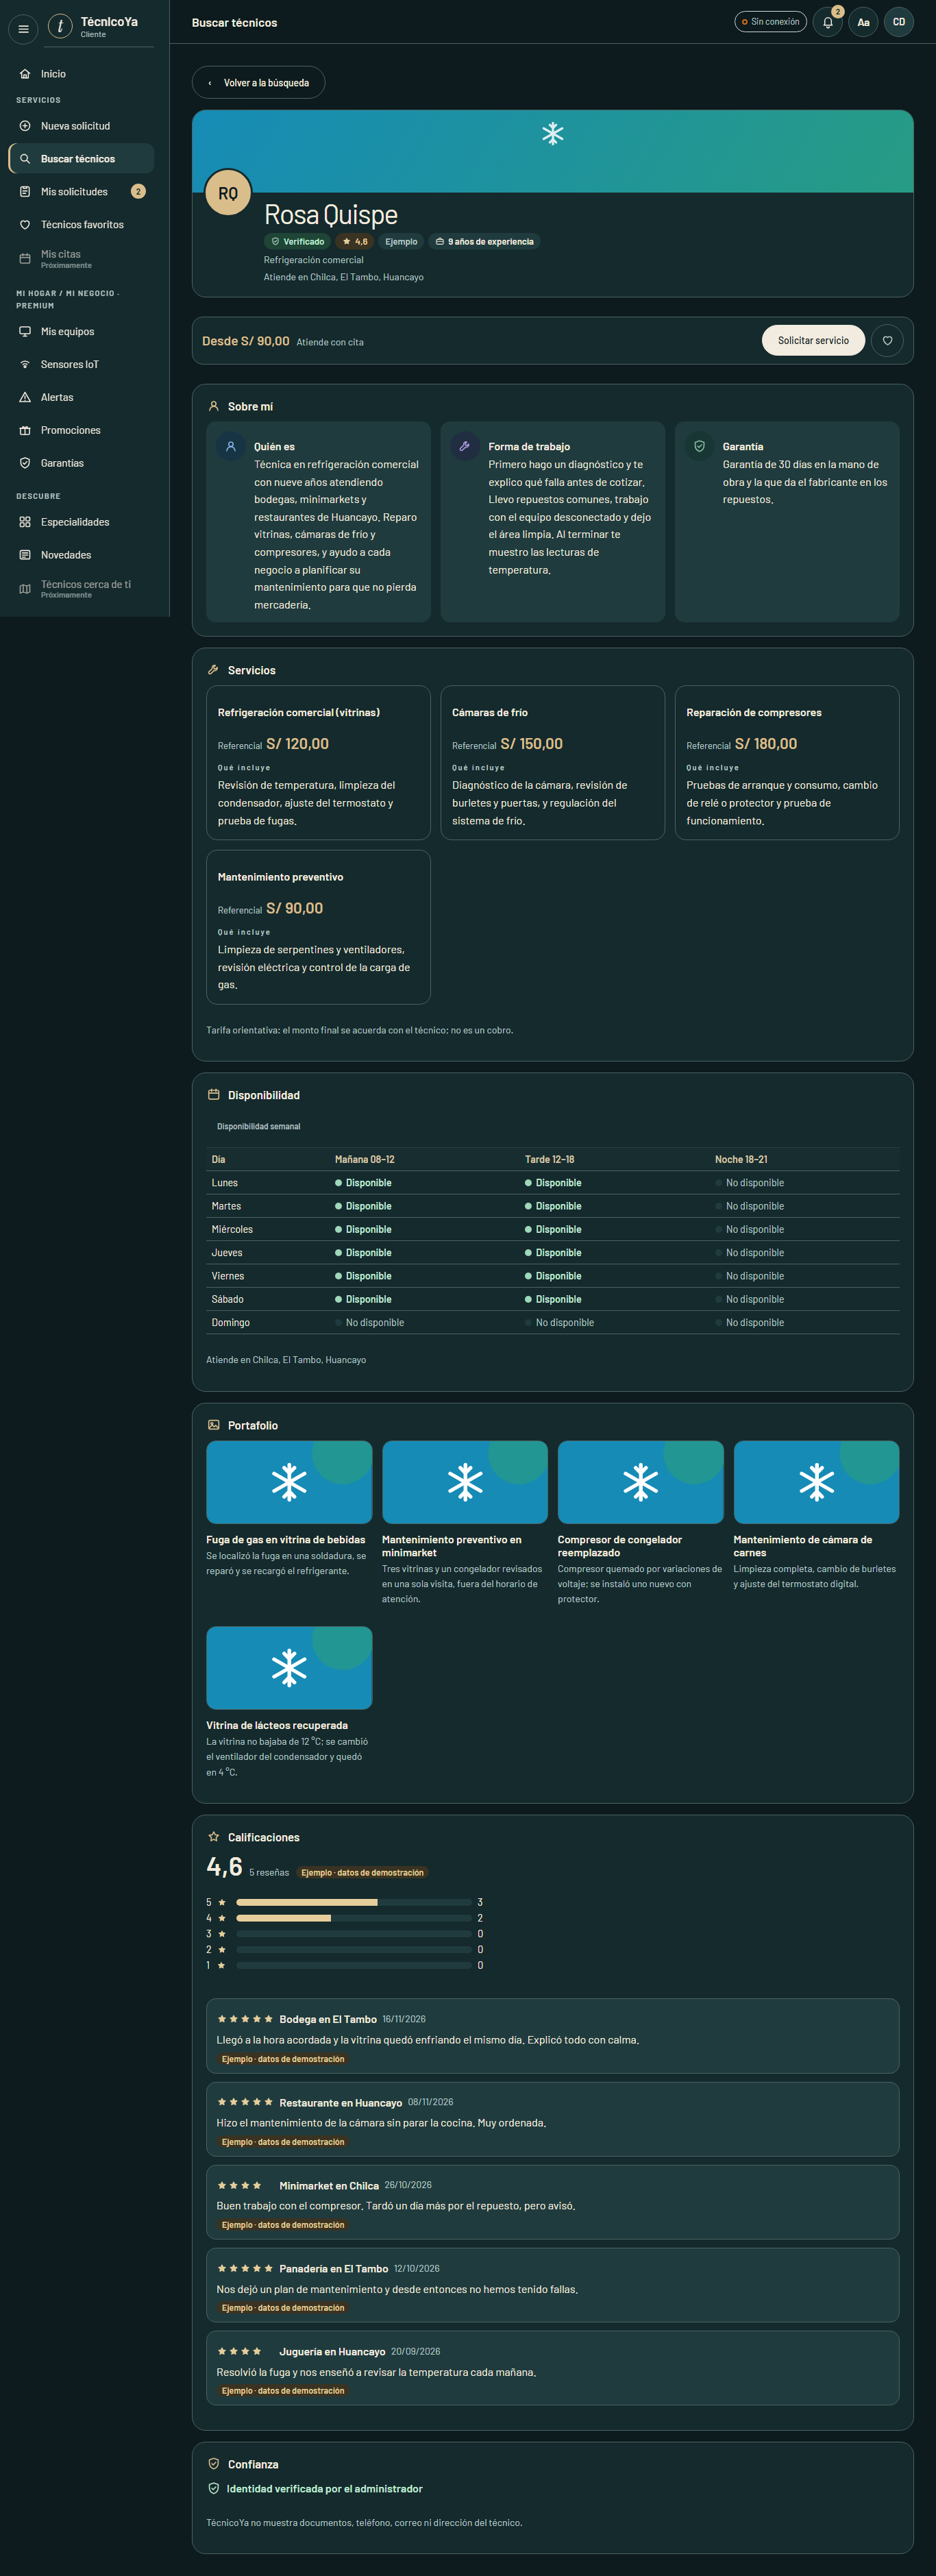 TécnicoYa
Cliente
Inicio
SERVICIOS
Nueva solicitud
Buscar técnicos
Mis solicitudes 2
Técnicos favoritos
Mis citas
Próximamente
MI HOGAR / MI NEGOCIO ·
PREMIUM
Mis equipos
Sensores IoT
Alertas
Promociones
Garantías
DESCUBRE
Especialidades
Novedades
Técnicos cerca de ti
Próximamente
Buscar técnicos
Sin conexión
2
Aa
CD
‹ Volver a la búsqueda
RQ
Rosa Quispe
Verificado 4,6 Ejemplo 9 años de experiencia
Refrigeración comercial
Atiende en Chilca, El Tambo, Huancayo
Desde S/ 90,00 Atiende con cita
Solicitar servicio
Sobre mí
Quién es
Técnica en refrigeración comercial
con nueve años atendiendo
bodegas, minimarkets y
restaurantes de Huancayo. Reparo
vitrinas, cámaras de frío y
compresores, y ayudo a cada
negocio a planificar su
mantenimiento para que no pierda
mercadería.
Forma de trabajo
Primero hago un diagnóstico y te
explico qué falla antes de cotizar.
Llevo repuestos comunes, trabajo
con el equipo desconectado y dejo
el área limpia. Al terminar te
muestro las lecturas de
temperatura.
Garantía
Garantía de 30 días en la mano de
obra y la que da el fabricante en los
repuestos.
Servicios
Refrigeración comercial (vitrinas)
Referencial S/ 120,00
Qué incluye
Revisión de temperatura, limpieza del
condensador, ajuste del termostato y
prueba de fugas.
Cámaras de frío
Referencial S/ 150,00
Qué incluye
Diagnóstico de la cámara, revisión de
burletes y puertas, y regulación del
sistema de frío.
Reparación de compresores
Referencial S/ 180,00
Qué incluye
Pruebas de arranque y consumo, cambio
de relé o protector y prueba de
funcionamiento.
Mantenimiento preventivo
Referencial S/ 90,00
Qué incluye
Limpieza de serpentines y ventiladores,
revisión eléctrica y control de la carga de
gas.
Tarifa orientativa: el monto final se acuerda con el técnico; no es un cobro.
Disponibilidad
Disponibilidad semanal
Día Mañana 08-12 Tarde 12-18 Noche 18-21
Lunes Disponible Disponible No disponible
Martes Disponible Disponible No disponible
Miércoles Disponible Disponible No disponible
Jueves Disponible Disponible No disponible
Viernes Disponible Disponible No disponible
Sábado Disponible Disponible No disponible
Domingo No disponible No disponible No disponible
Atiende en Chilca, El Tambo, Huancayo
Portafolio
Fuga de gas en vitrina de bebidas
Se localizó la fuga en una soldadura, se
reparó y se recargó el refrigerante.
Mantenimiento preventivo en
minimarket
Tres vitrinas y un congelador revisados
en una sola visita, fuera del horario de
atención.
Compresor de congelador
reemplazado
Compresor quemado por variaciones de
voltaje; se instaló uno nuevo con
protector.
Mantenimiento de cámara de
carnes
Limpieza completa, cambio de burletes
y ajuste del termostato digital.
Vitrina de lácteos recuperada
La vitrina no bajaba de 12 °C; se cambió
el ventilador del condensador y quedó
en 4 °C.
Calificaciones
4,6 5 reseñas Ejemplo · datos de demostración
5 3
4 2
3 0
2 0
1 0
Bodega en El Tambo 16/11/2026
Llegó a la hora acordada y la vitrina quedó enfriando el mismo día. Explicó todo con calma.
Ejemplo · datos de demostración
Restaurante en Huancayo 08/11/2026
Hizo el mantenimiento de la cámara sin parar la cocina. Muy ordenada.
Ejemplo · datos de demostración
Minimarket en Chilca 26/10/2026
Buen trabajo con el compresor. Tardó un día más por el repuesto, pero avisó.
Ejemplo · datos de demostración
Panadería en El Tambo 12/10/2026
Nos dejó un plan de mantenimiento y desde entonces no hemos tenido fallas.
Ejemplo · datos de demostración
Juguería en Huancayo 20/09/2026
Resolvió la fuga y nos enseñó a revisar la temperatura cada mañana.
Ejemplo · datos de demostración
Confianza
Identidad verificada por el administrador
TécnicoYa no muestra documentos, teléfono, correo ni dirección del técnico.